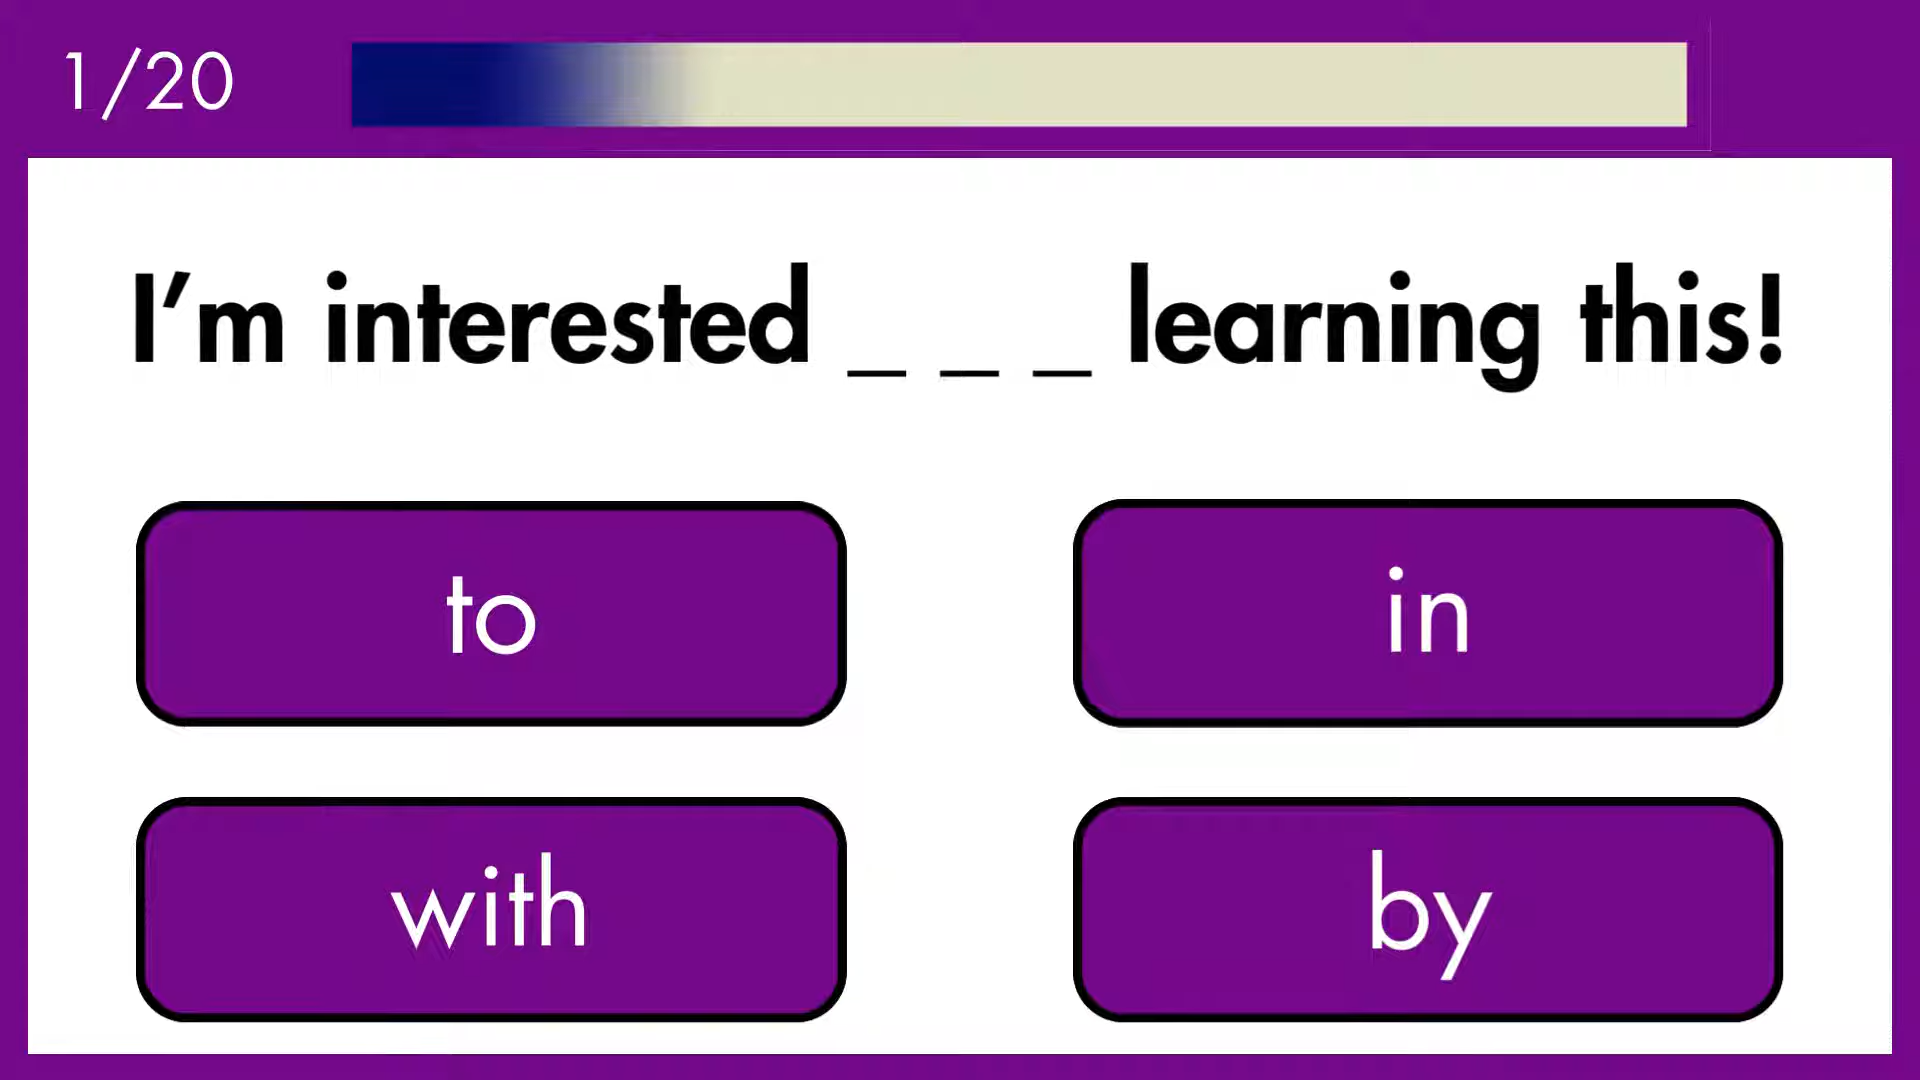 1/20
I'm interested _ _ _ learning this!
to
in
with
by